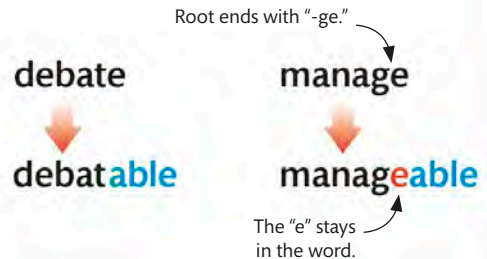 Root ends with “-ge.”
debate
manage
debatable
manageable
The “e” stays
in the word.